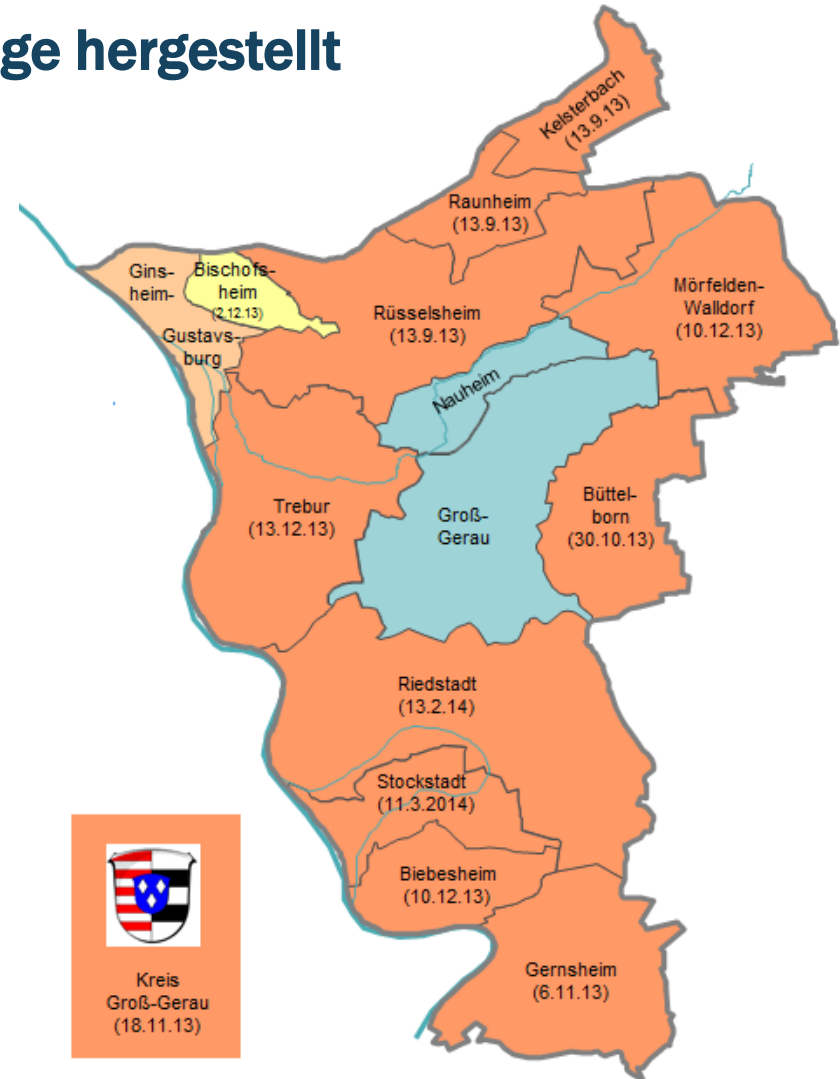 ge hergestellt
Kelsterbach
(13.9.13)
Raunheim
(13.9.13)
Gins-
heim-
Gustavs-
burg
Bischofs-
heim
(2.12.13)
Rüsselsheim
(13.9.13)
Mörfelden-
Walldorf
(10.12.13)
Nauheim
Trebur
(13.12.13)
Groß-
Gerau
Büttel-
born
(30.10.13)
Riedstadt
(13.2.14)
Stockstadt
(11.3.2014)
Biebesheim
(10.12.13)
Gernsheim
(6.11.13)
Kreis
Groß-Gerau
(18.11.13)